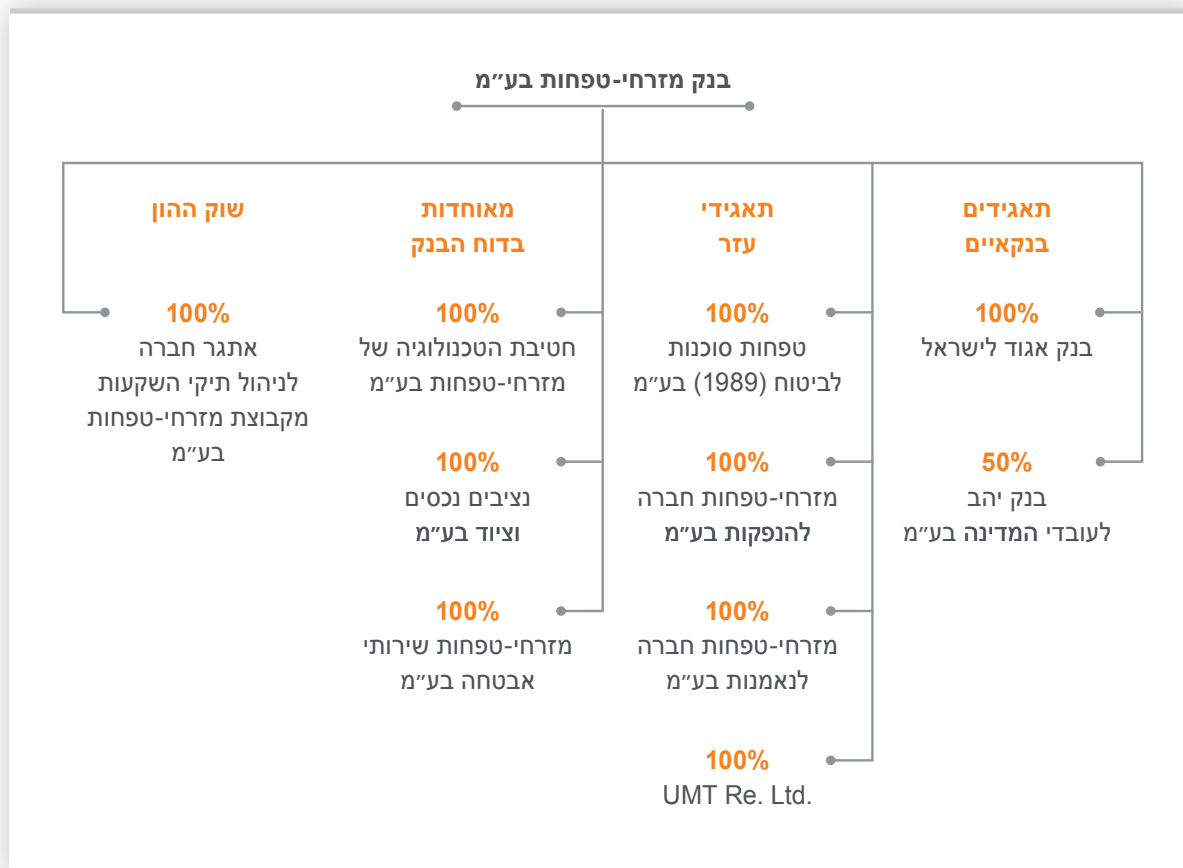 בנק מזרחי-טפחות בע״מ
תאגידים
בנקאיים
100%
בנק אגוד לישראל
50%
בנק יהב
לעובדי המדינה בע״מ
תאגידי
עזר
100%
טפחות סוכנות
לביטוח (1989) בע״מ
100%
מזרחי-טפחות חברה
להנפקות בע״מ
100%
מזרחי-טפחות חברה
לנאמנות בע״מ
100%
UMT Re. Ltd.
מאוחדות
בדוח הבנק
100%
חטיבת הטכנולוגיה של
מזרחי-טפחות בע״מ
100%
נציבים נכסים
וציוד בע״מ
100%
מזרחי-טפחות שירותי
אבטחה בע״מ
שוק ההון
100%
אתגר חברה
לניהול תיקי השקעות
מקבוצת מזרחי-טפחות
בע״מ